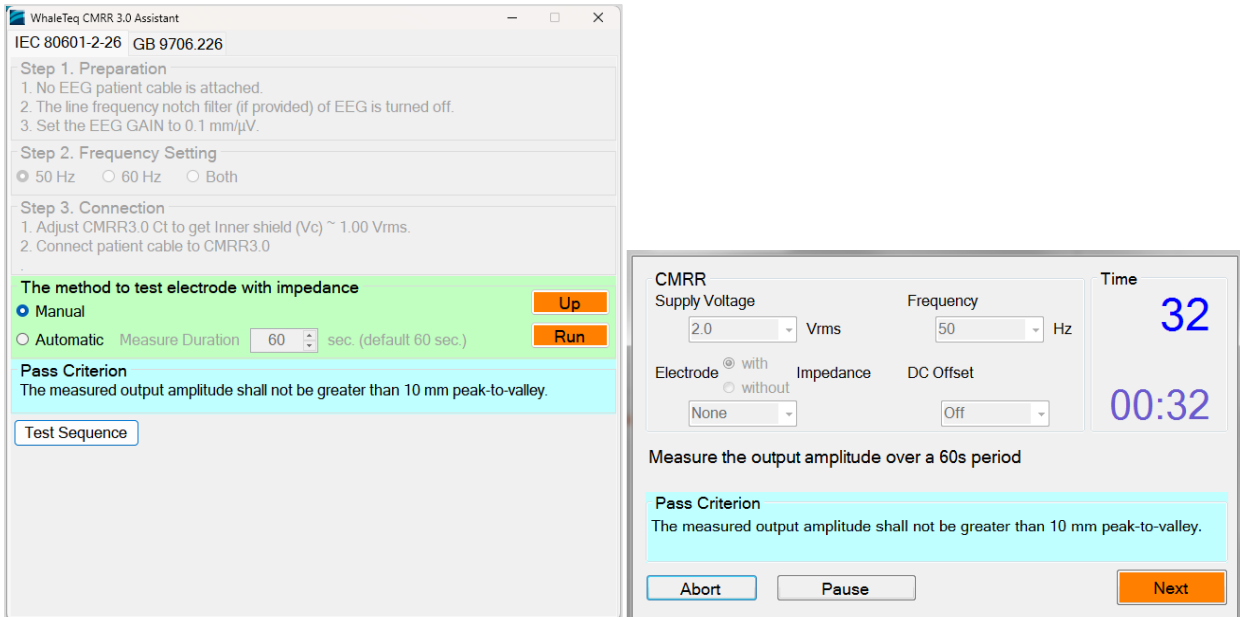 WhaleTeq CMRR 3.0 Assistant
IEC 80601-2-26 GB 9706.226
Step 1. Preparation
1. No EEG patient cable is attached.
2. The line frequency notch filter (if provided) of EEG is turned off.
3. Set the EEG GAIN to 0.1 mm/µV.
Step 2. Frequency Setting
50 Hz 60 Hz Both
Step 3. Connection
1. Adjust CMRR3.0 Ct to get Inner shield (Vc) ~ 1.00 Vrms.
2. Connect patient cable to CMRR3.0
.
The method to test electrode with impedance
Manual Up
Automatic Measure Duration 60 sec. (default 60 sec.) Run
Pass Criterion
The measured output amplitude shall not be greater than 10 mm peak-to-valley.
Test Sequence
CMRR
Supply Voltage Frequency
2.0 Vrms 50 Hz
Electrode with without Impedance DC Offset
None Off
Time
32
00:32
Measure the output amplitude over a 60s period
Pass Criterion
The measured output amplitude shall not be greater than 10 mm peak-to-valley.
Abort Pause Next